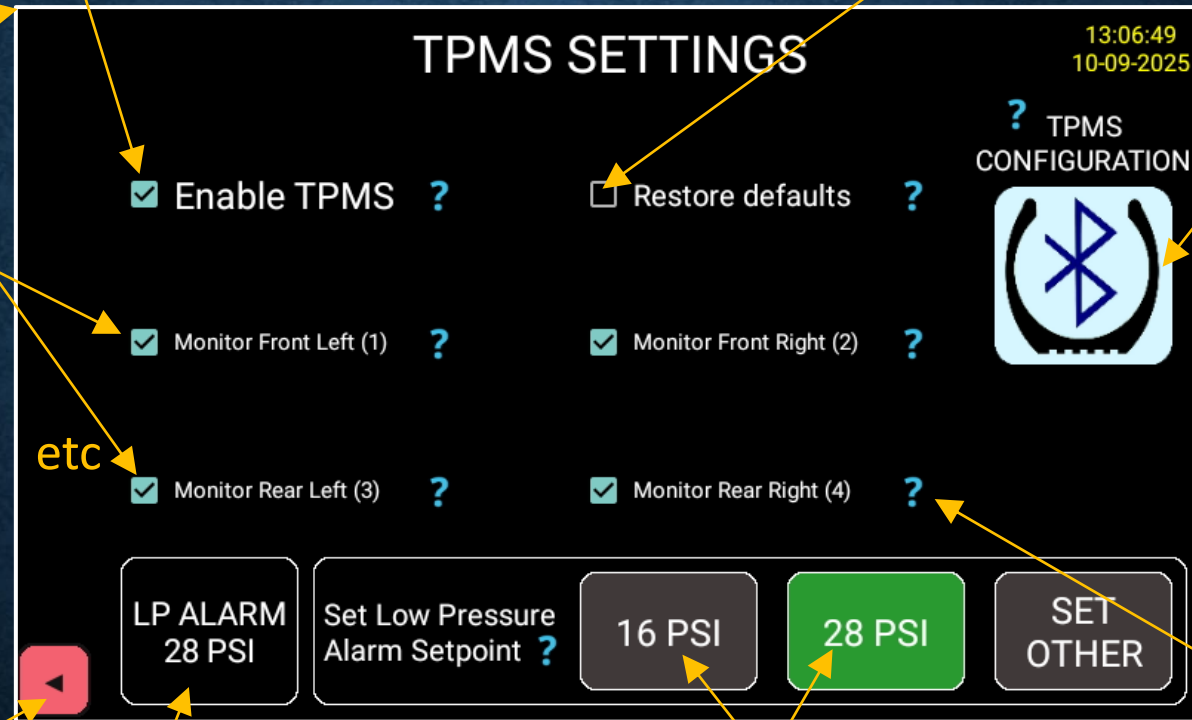 TPMS SETTINGS
13:06:49
10-09-2025
? TPMS
CONFIGURATION
Enable TPMS ?
Restore defaults ?
Monitor Front Left (1) ?
Monitor Front Right (2) ?
etc
Monitor Rear Left (3) ?
Monitor Rear Right (4) ?
LP ALARM
28 PSI
Set Low Pressure
Alarm Setpoint ?
16 PSI
28 PSI
SET
OTHER